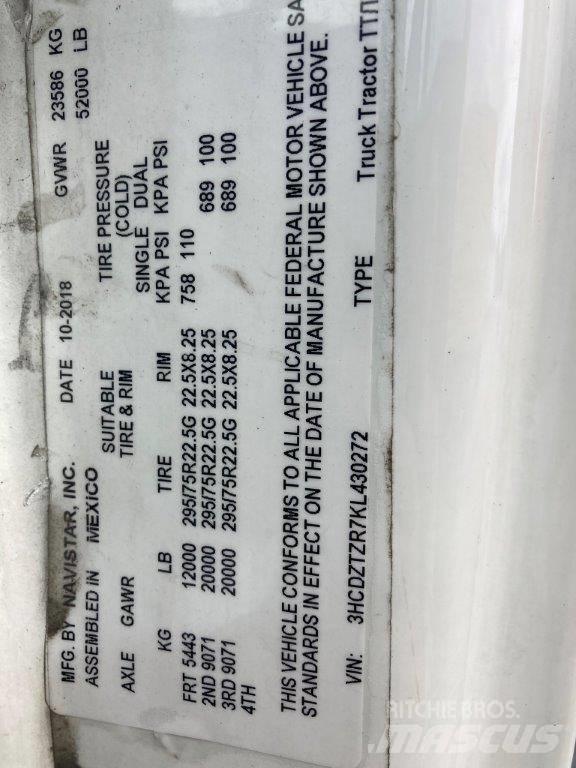 MFG. BY NAVISTAR, INC. DATE 10-2018 GVWR 23586 KG
ASSEMBLED IN MEXICO 52000 LB
SUITABLE TIRE PRESSURE
AXLE GAWR TIRE & RIM (COLD)
SINGLE DUAL
KG LB TIRE RIM KPA PSI KPA PSI
FRT 5443 12000 295/75R22.5G 22.5X8.25 758 110
2ND 9071 20000 295/75R22.5G 22.5X8.25 689 100
3RD 9071 20000 295/75R22.5G 22.5X8.25 689 100
4TH
THIS VEHICLE CONFORMS TO ALL APPLICABLE FEDERAL MOTOR VEHICLE SA
STANDARDS IN EFFECT ON THE DATE OF MANUFACTURE SHOWN ABOVE.
VIN: 3HCDZTZR7KL430272 TYPE Truck Tractor TTП
RITCHIE BROS.
MASCUS